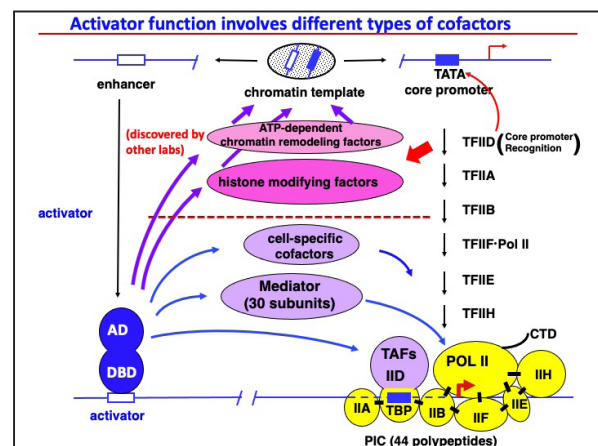 Activator function involves different types of cofactors
enhancer
chromatin template
TATA
core promoter
(discovered by
other labs)
ATP-dependent
chromatin remodeling factors
TFIID (Core promoter
Recognition)
histone modifying factors
TFIIA
activator
TFIIB
cell-specific
cofactors
TFIIF·Pol II
Mediator
(30 subunits)
TFIIE
TFIIH
AD
DBD
CTD
TAFs
IID
POL II
IIH
IIA
TBP
IIB
IIF
IIE
activator
PIC (44 polypeptides)